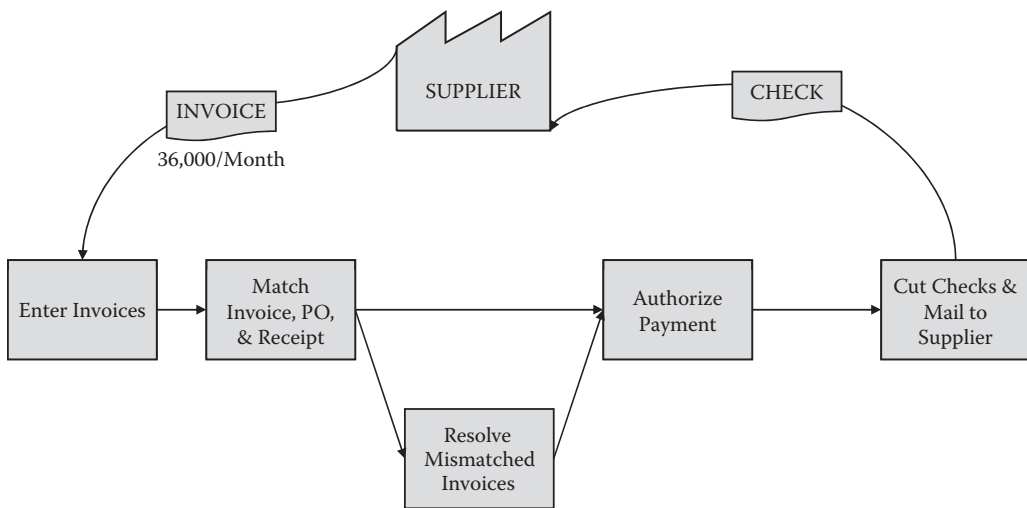 SUPPLIER
INVOICE
CHECK
36,000/Month
Enter Invoices
Match
Invoice, PO,
& Receipt
Authorize
Payment
Cut Checks &
Mail to
Supplier
Resolve
Mismatched
Invoices